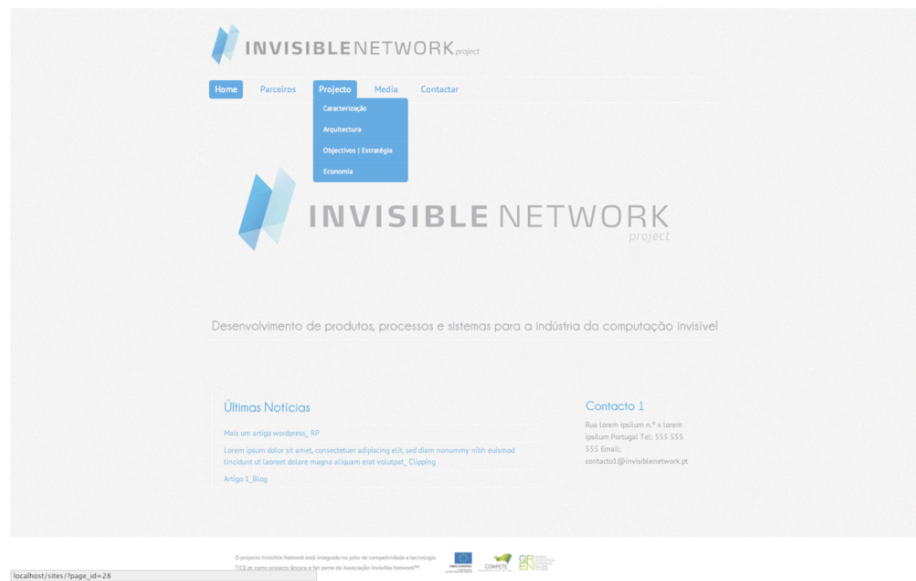 INVISIBLENETWORK project
Home Parceiros Projecto Media Contactar
Caracterização
Arquitectura
Objectivos | Estratégia
Economia
INVISIBLE NETWORK
project
Desenvolvimento de produtos, processos e sistemas para a indústria da computação invisível
Últimas Notícias
Mais um artigo wordpress_ RP
Lorem ipsum dolor sit amet, consectetuer adipiscing elit, sed diam nonummy nibh euismod
tincidunt ut laoreet dolore magna aliquam erat volutpat_ Clipping
Artigo 1_Blog
Contacto 1
Rua lorem ipsilum n.º x lorem
ipsilum Portugal Tel: 555 555
555 Email:
contacto1@invisiblenetwork.pt
O projecto Invisible Network está integrado no pólo de competividade e tecnologia
TICE.pt como projecto âncora e faz parte da Associação Invisible Network™.
COMPETE
localhost/sites/?page_id=28